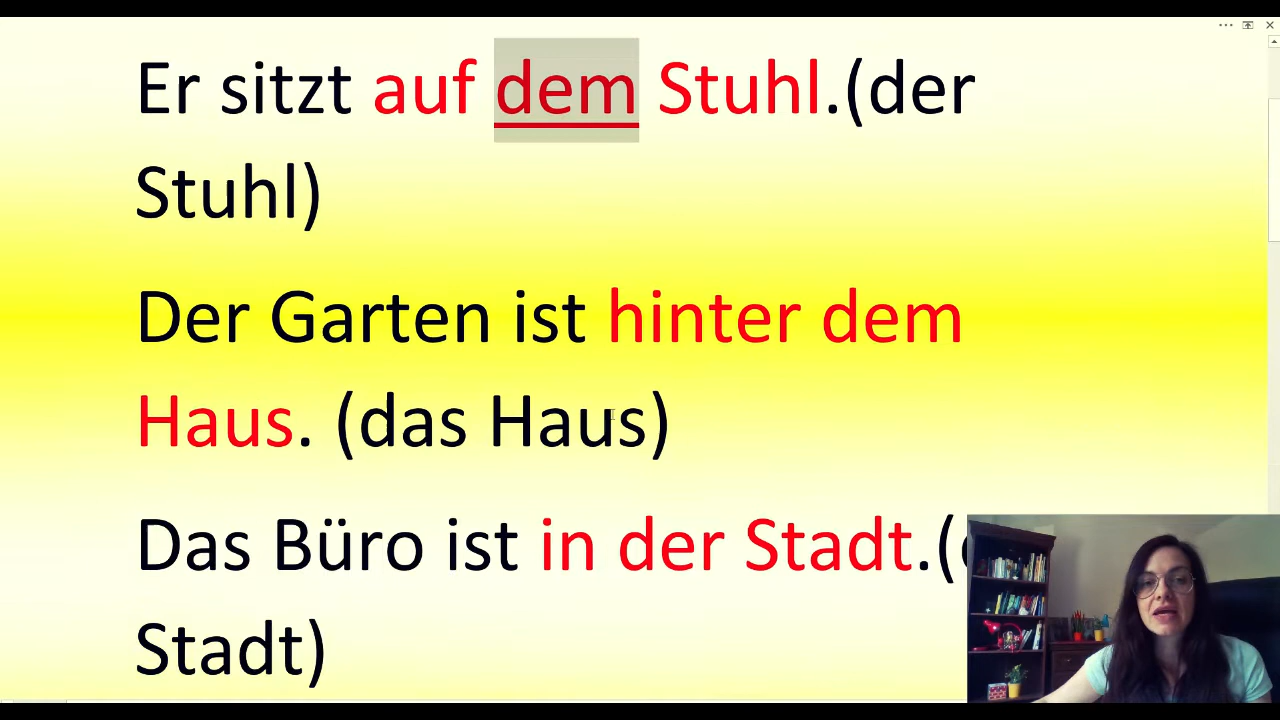 Er sitzt auf dem Stuhl.(der
Stuhl)
Der Garten ist hinter dem
Haus. (das Haus)
Das Büro ist in der Stadt.(
Stadt)